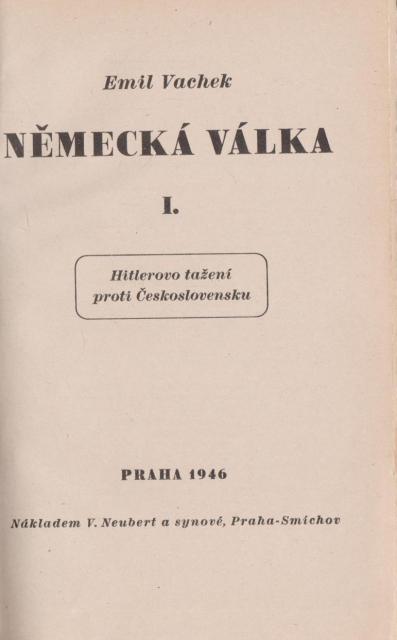 Emil Vachek
NĚMECKÁ VÁLKA
I.
Hitlerovo tažení
proti Československu
PRAHA 1946
Nákladem V. Neubert a synové, Praha-Smíchov